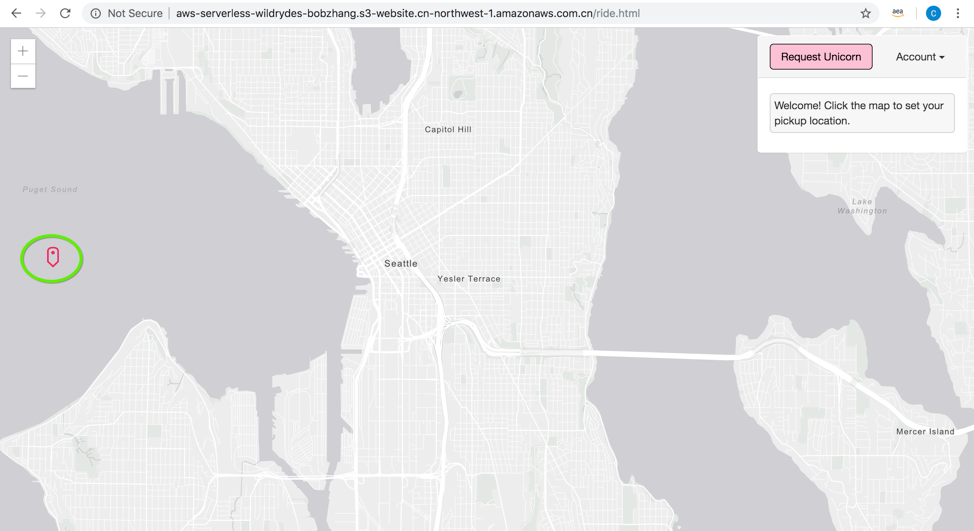 Not Secure | aws-serverless-wildrydes-bobzhang.s3-website.cn-northwest-1.amazonaws.com.cn/ride.html
aea
C
+
−
Request Unicorn
Account
Welcome! Click the map to set your
pickup location.
Capitol Hill
Puget Sound
Lake
Washington
Seattle
Yesler Terrace
Mercer Island